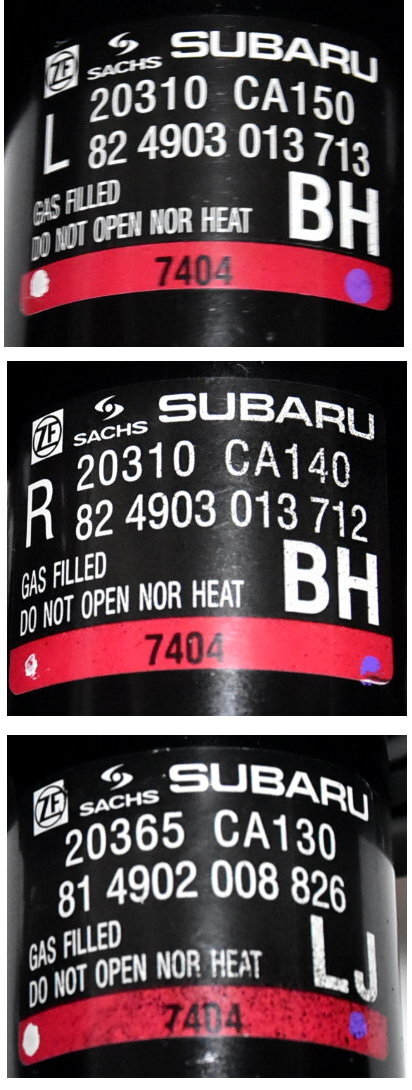 ZF SACHS SUBARU
L 20310 CA150
82 4903 013 713
GAS FILLED
DO NOT OPEN NOR HEAT BH
7404
ZF SACHS SUBARU
R 20310 CA140
82 4903 013 712
GAS FILLED
DO NOT OPEN NOR HEAT BH
7404
ZF SACHS SUBARU
20365 CA130
81 4902 008 826
GAS FILLED
DO NOT OPEN NOR HEAT LJ
7404